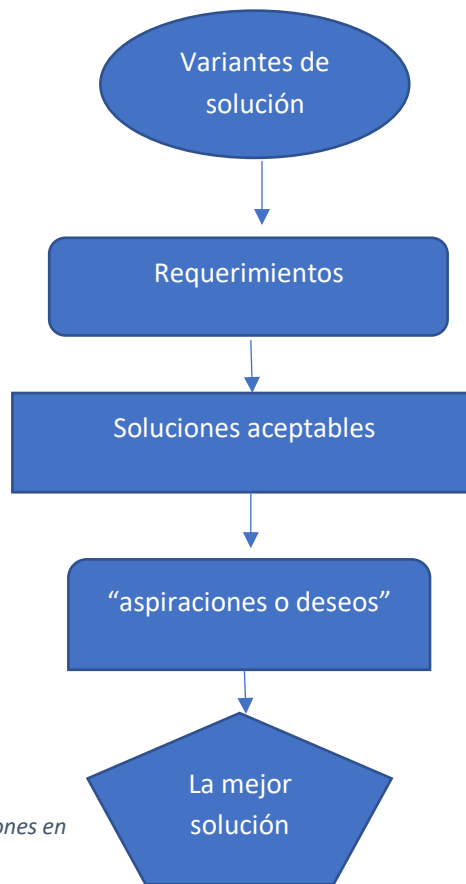 Variantes de
solución
Requerimientos
Soluciones aceptables
“aspiraciones o deseos”
La mejor
solución
ones en